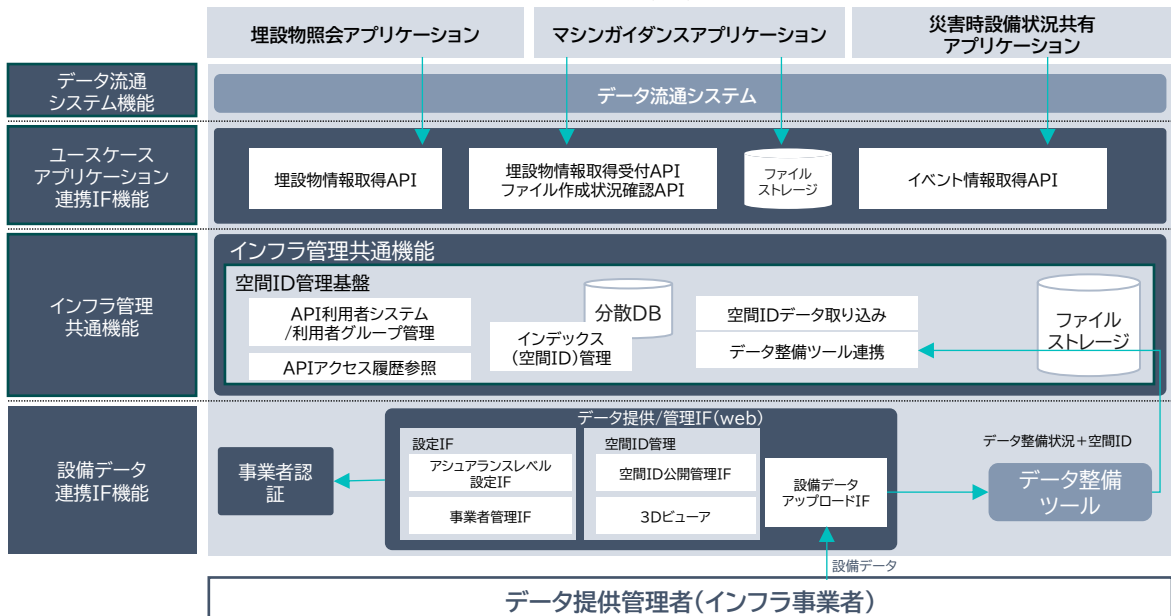 埋設物照会アプリケーション
マシンガイダンスアプリケーション
災害時設備状況共有
アプリケーション
データ流通
システム機能
データ流通システム
ユースケース
アプリケーション
連携IF機能
埋設物情報取得API
埋設物情報取得受付API
ファイル作成状況確認API
ファイル
ストレージ
イベント情報取得API
インフラ管理
共通機能
インフラ管理共通機能
空間ID管理基盤
API利用者システム
/利用者グループ管理
APIアクセス履歴参照
分散DB
インデックス
(空間ID)管理
空間IDデータ取り込み
データ整備ツール連携
ファイル
ストレージ
設備データ
連携IF機能
事業者認
証
データ提供/管理IF(web)
設定IF
アシュアランスレベル
設定IF
事業者管理IF
空間ID管理
空間ID公開管理IF
3Dビューア
設備データ
アップロードIF
データ整備状況+空間ID
データ整備
ツール
設備データ
データ提供管理者(インフラ事業者)